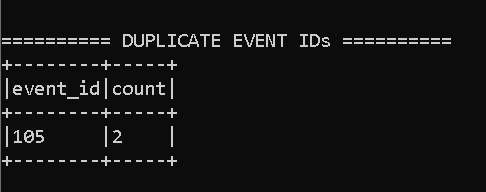 ========== DUPLICATE EVENT IDs ==========
+--------+-----+
|event_id|count|
+--------+-----+
|105     |2    |
+--------+-----+